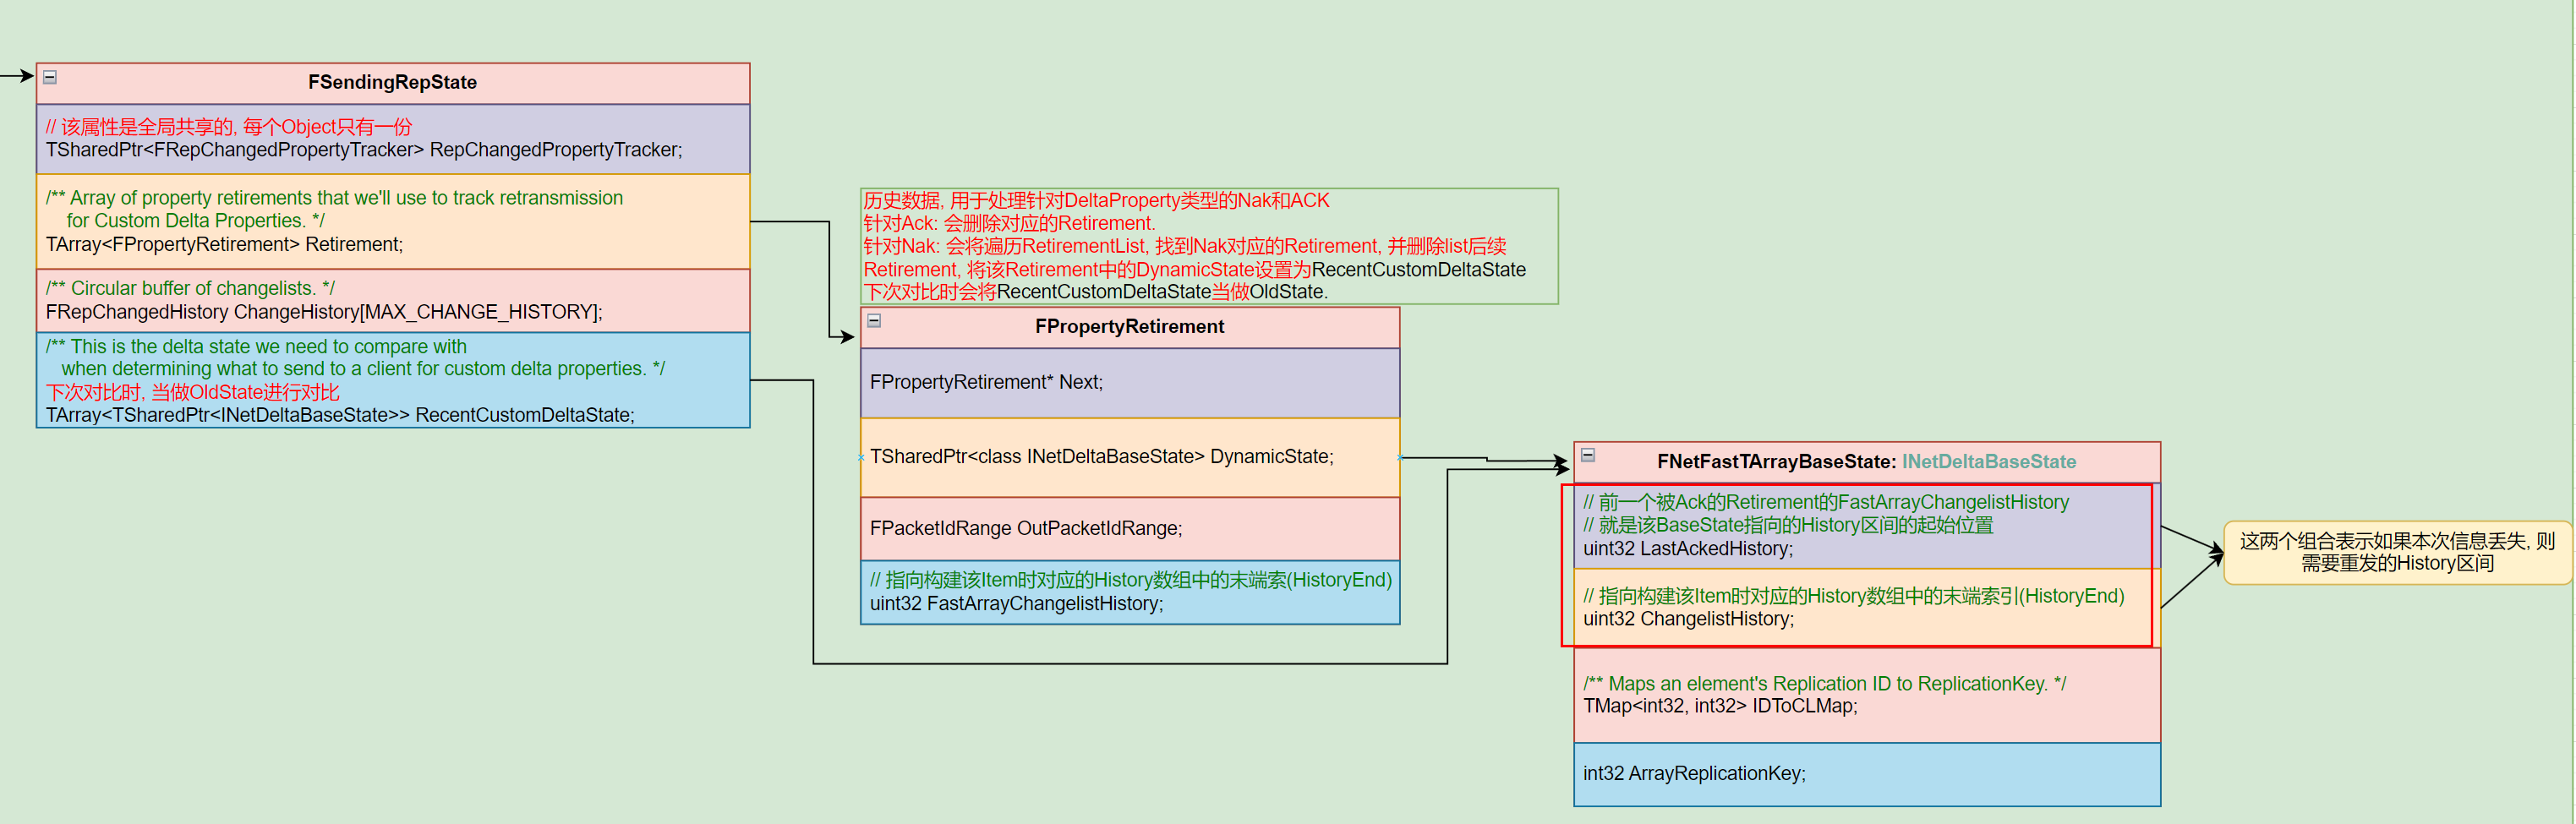 FSendingRepState
// 该属性是全局共享的, 每个Object只有一份
TSharedPtr<FRepChangedPropertyTracker> RepChangedPropertyTracker;
/** Array of property retirements that we'll use to track retransmission
for Custom Delta Properties. */
TArray<FPropertyRetirement> Retirement;
/** Circular buffer of changelists. */
FRepChangedHistory ChangeHistory[MAX_CHANGE_HISTORY];
/** This is the delta state we need to compare with
when determining what to send to a client for custom delta properties. */
下次对比时, 当做OldState进行对比
TArray<TSharedPtr<INetDeltaBaseState>> RecentCustomDeltaState;
历史数据, 用于处理针对DeltaProperty类型的Nak和ACK
针对Ack: 会删除对应的Retirement.
针对Nak: 会将遍历RetirementList, 找到Nak对应的Retirement, 并删除list后续
Retirement, 将该Retirement中的DynamicState设置为RecentCustomDeltaState
下次对比时会将RecentCustomDeltaState当做OldState.
FPropertyRetirement
FPropertyRetirement* Next;
TSharedPtr<class INetDeltaBaseState> DynamicState;
FPacketIdRange OutPacketIdRange;
// 指向构建该Item时对应的History数组中的末端索(HistoryEnd)
uint32 FastArrayChangelistHistory;
FNetFastTArrayBaseState: INetDeltaBaseState
// 前一个被Ack的Retirement的FastArrayChangelistHistory
// 就是该BaseState指向的History区间的起始位置
uint32 LastAckedHistory;
// 指向构建该Item时对应的History数组中的末端索引(HistoryEnd)
uint32 ChangelistHistory;
/** Maps an element's Replication ID to ReplicationKey. */
TMap<int32, int32> IDToCLMap;
int32 ArrayReplicationKey;
这两个组合表示如果本次信息丢失, 则
需要重发的History区间